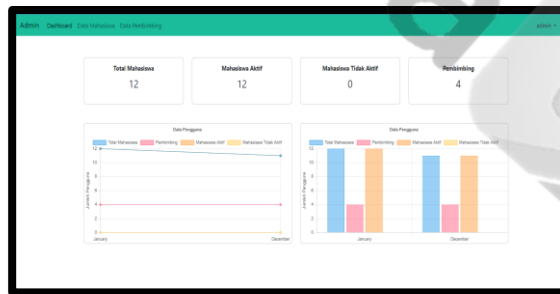 Admin Dashboard Data Mahasiswa Data Pembimbing admin
Total Mahasiswa
12
Mahasiswa Aktif
12
Mahasiswa Tidak Aktif
0
Pembimbing
4
Data Pengguna
Total Mahasiswa Pembimbing Mahasiswa Aktif Mahasiswa Tidak Aktif
12
10
8
6
4
2
0
Jumlah Pengguna
January December
Data Pengguna
Total Mahasiswa Pembimbing Mahasiswa Aktif Mahasiswa Tidak Aktif
12
10
8
6
4
2
0
Jumlah Pengguna
January December